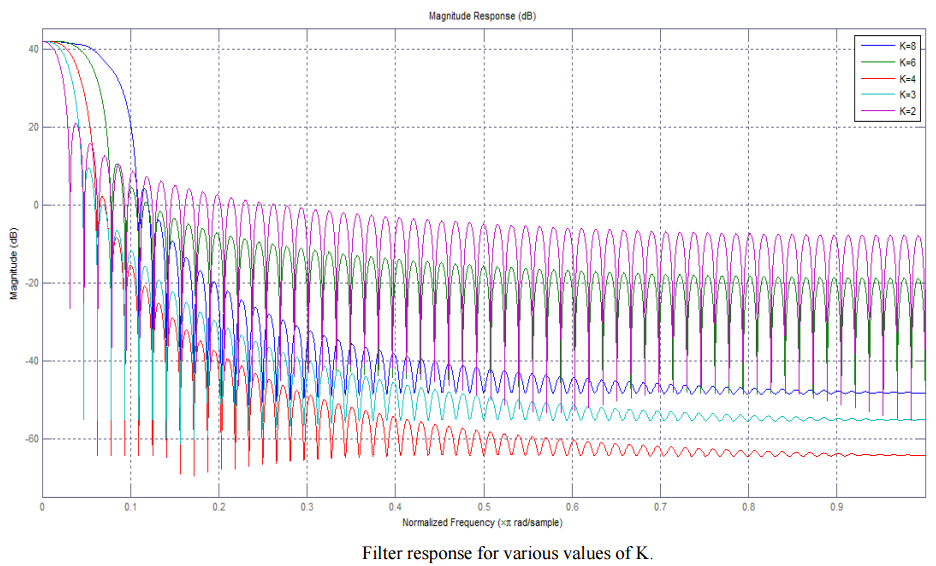 Magnitude Response (dB)
40
20
0
-20
-40
-60
Magnitude (dB)
K=8
K=6
K=4
K=3
K=2
0
0.1
0.2
0.3
0.4
0.5
0.6
0.7
0.8
0.9
Normalized Frequency (×π rad/sample)
Filter response for various values of K.